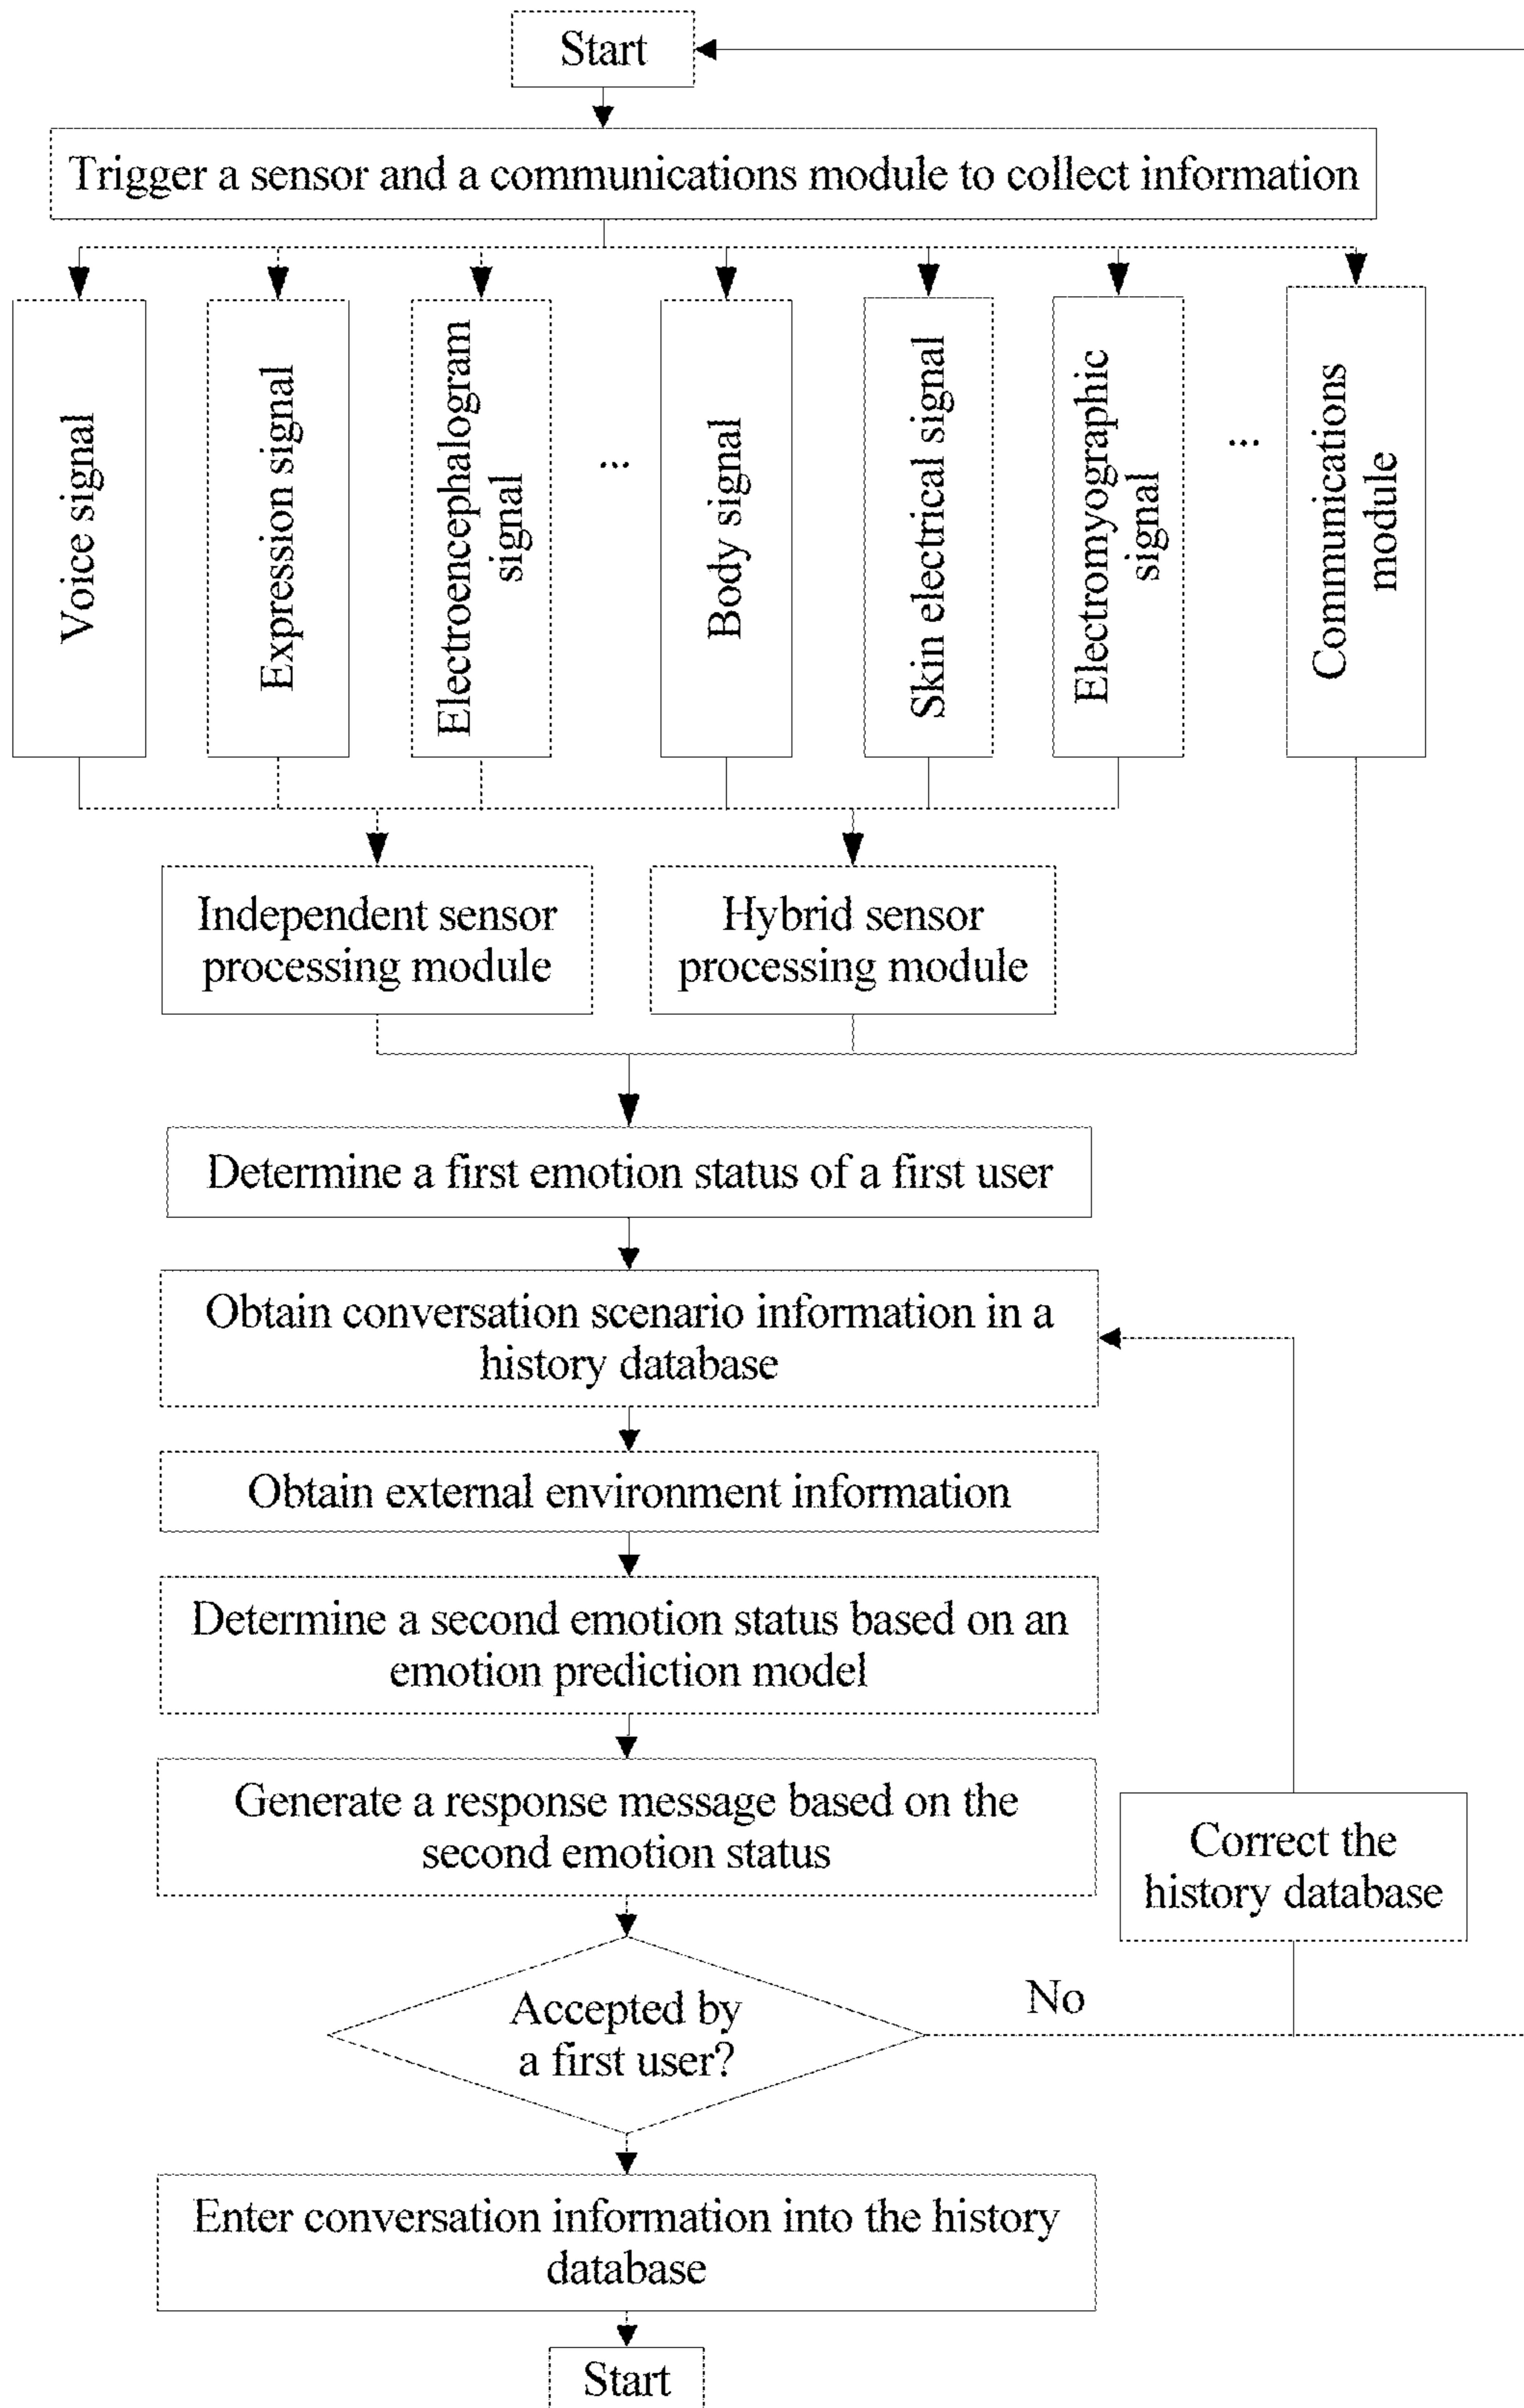 Start
Trigger a sensor and a communications module to collect information
Voice signal
Expression signal
Electroencephalogram
signal
...
Body signal
Skin electrical signal
Electromyographic
signal
...
Communications
module
Independent sensor
processing module
Hybrid sensor
processing module
Determine a first emotion status of a first user
Obtain conversation scenario information in a
history database
Obtain external environment information
Determine a second emotion status based on an
emotion prediction model
Generate a response message based on the
second emotion status
Correct the
history database
Accepted by
a first user?
No
Enter conversation information into the history
database
Start